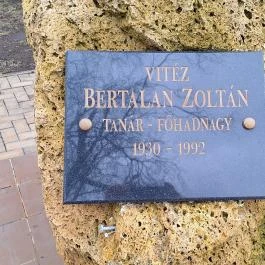 VITÉZ
BERTALAN ZOLTÁN
TANÁR - FŐHADNAGY
1930 - 1992